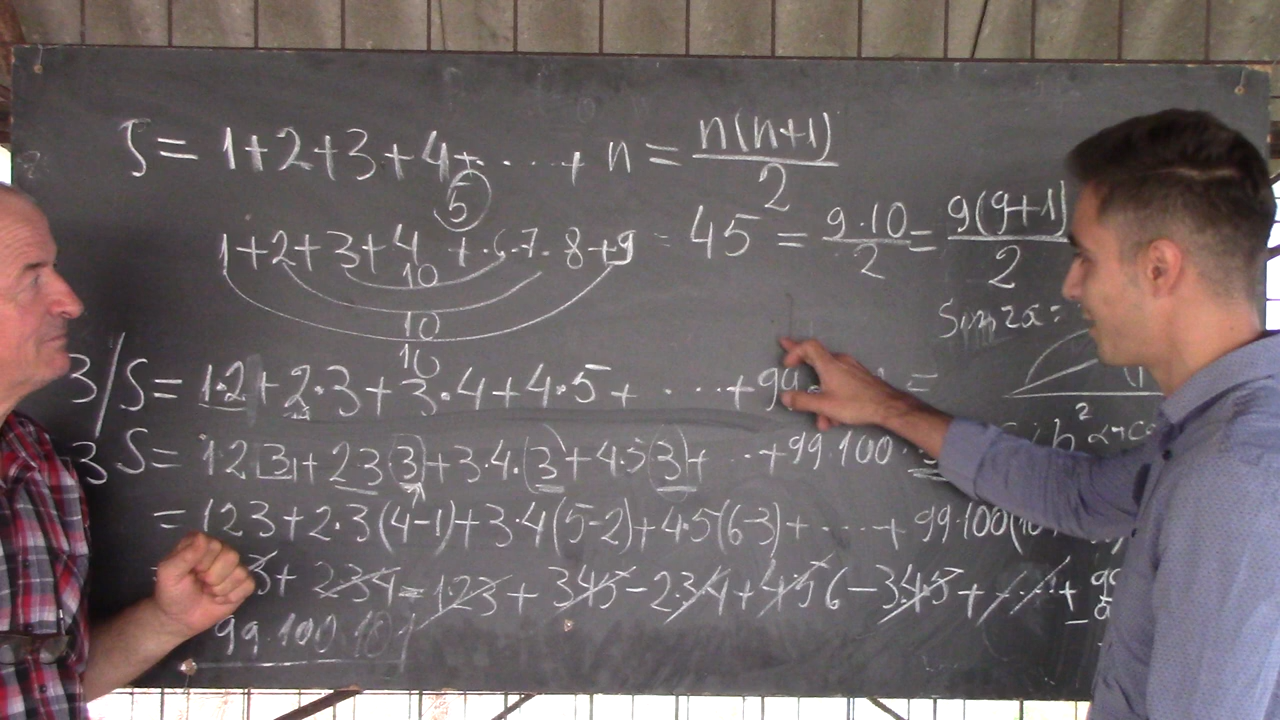 S = 1+2+3+4+.....+ n = n(n+1)/2
5
1+2+3+4 +.6.7.8+9 = 45 = 9.10/2 = 9(9+1)/2
10
10
10
Sin 2α =
3/S = 1·2 + 2·3 + 3·4 + 4·5 + ....+ 99 =
3S = 1 2 3 + 2 3 (3) + 3.4.(3) + 4.5 (3) + ..+ 99.100.3
= 1 2 3 + 2·3(4-1) + 3·4(5-2) + 4·5(6-3) + ....+ 99·100(
3 + 2 3 4 - 1·2 3 + 3 4 5 - 2 3 4 + 4 5 6 - 3 4 5 + ... +
99.100.101